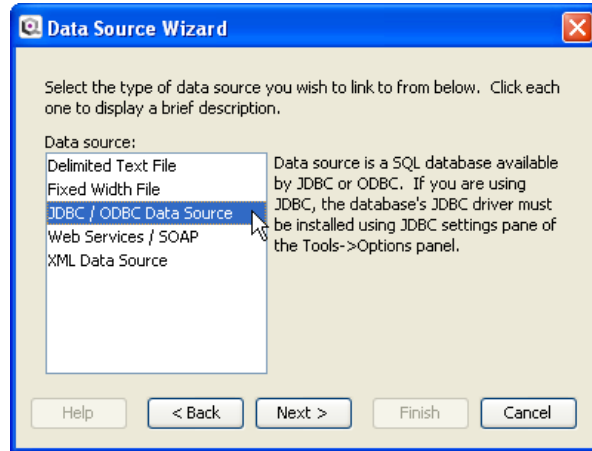 Data Source Wizard
Select the type of data source you wish to link to from below. Click each
one to display a brief description.
Data source:
Delimited Text File
Fixed Width File
JDBC / ODBC Data Source
Web Services / SOAP
XML Data Source
Data source is a SQL database available
by JDBC or ODBC. If you are using
JDBC, the database's JDBC driver must
be installed using JDBC settings pane of
the Tools->Options panel.
Help
< Back
Next >
Finish
Cancel